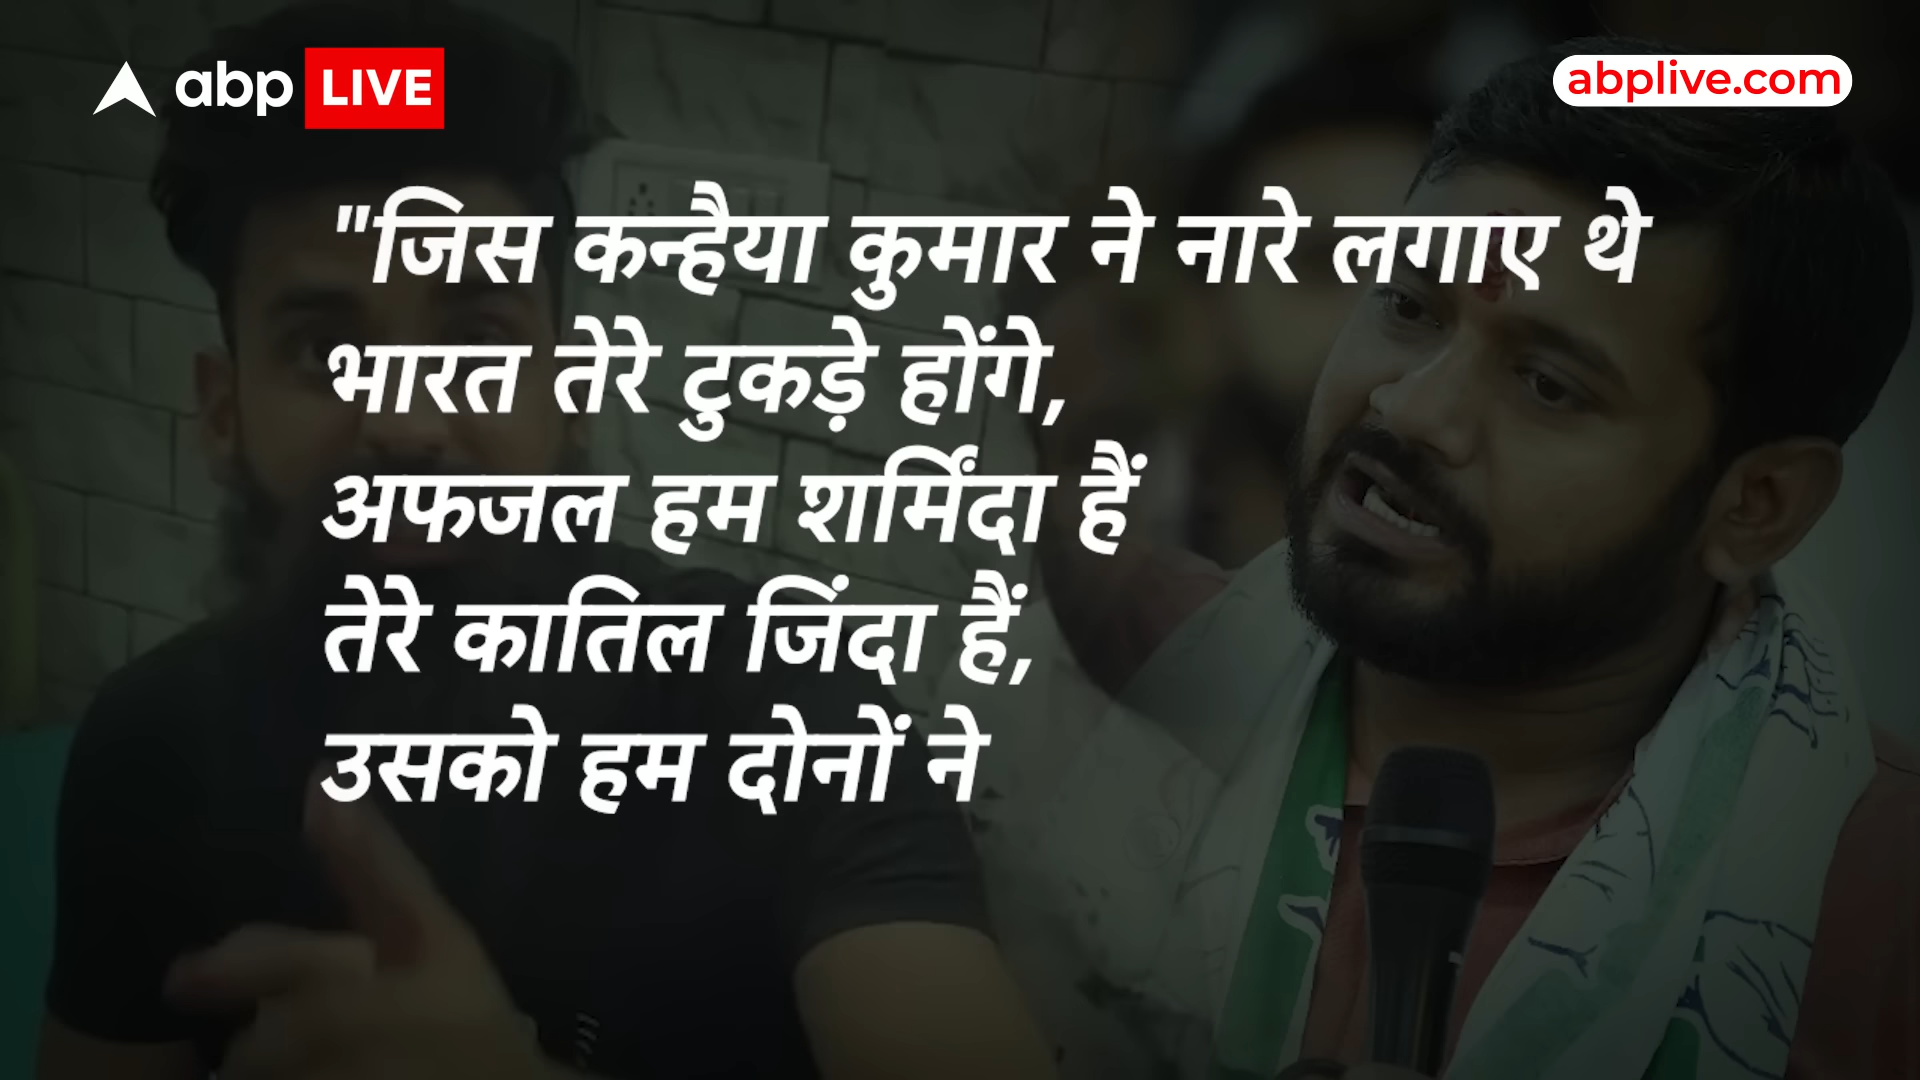 abp LIVE
abplive.com
"जिस कन्हैया कुमार ने नारे लगाए थे
भारत तेरे टुकड़े होंगे,
अफजल हम शर्मिंदा हैं
तेरे कातिल जिंदा हैं,
उसको हम दोनों ने